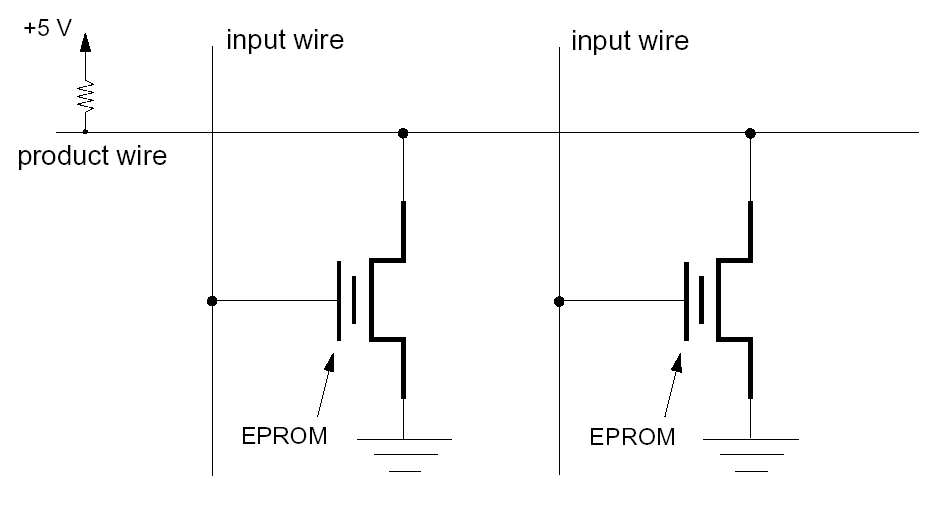 +5 V
input wire
input wire
product wire
EPROM
EPROM